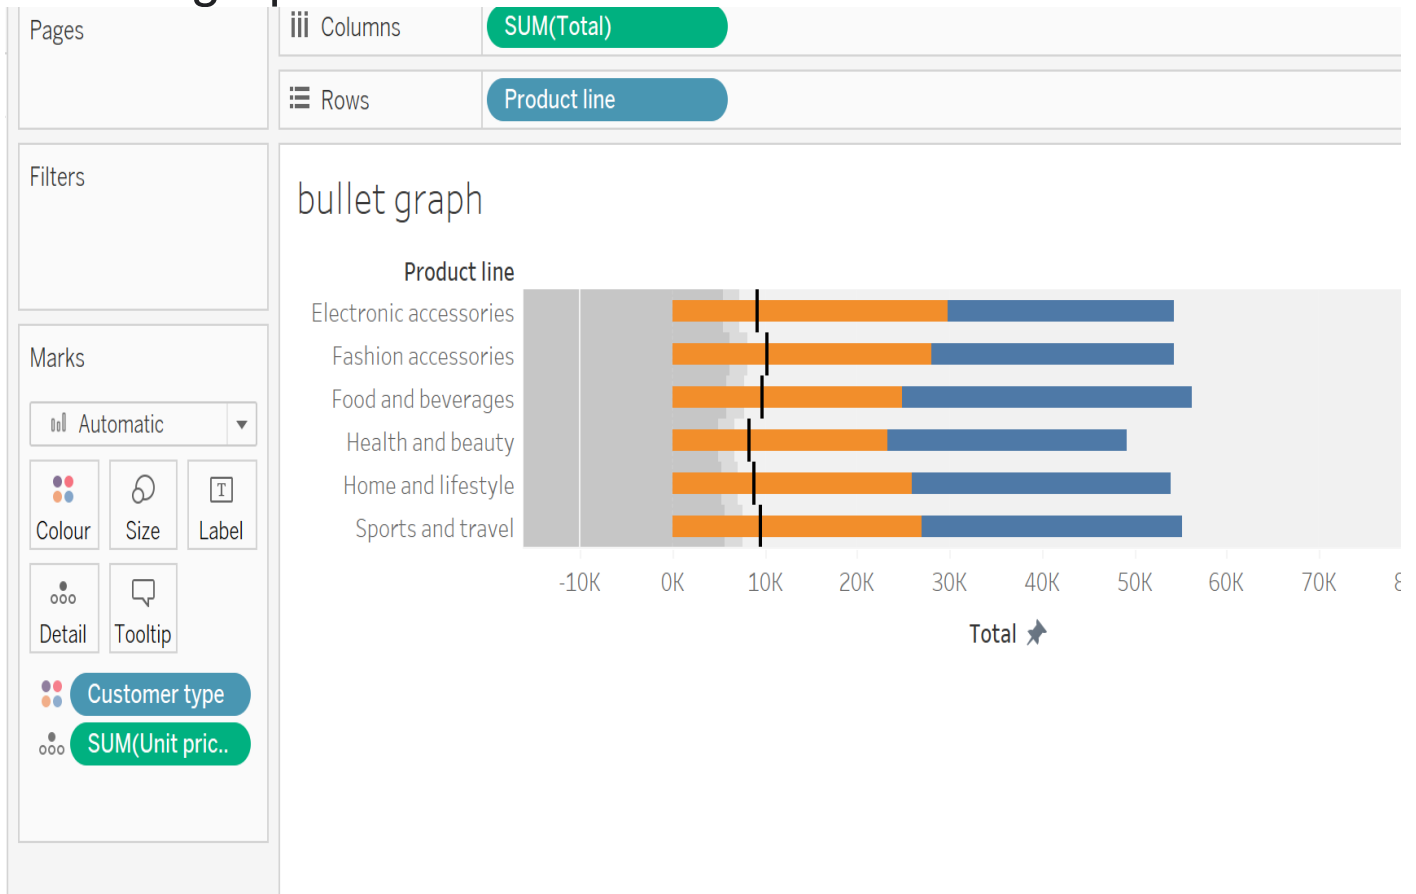 Pages
Columns
SUM(Total)
Rows
Product line
Filters
bullet graph
Product line
Electronic accessories
Fashion accessories
Food and beverages
Health and beauty
Home and lifestyle
Sports and travel
-10K 0K 10K 20K 30K 40K 50K 60K 70K
Total
Marks
Automatic
Colour Size Label
Detail Tooltip
Customer type
SUM(Unit pric..